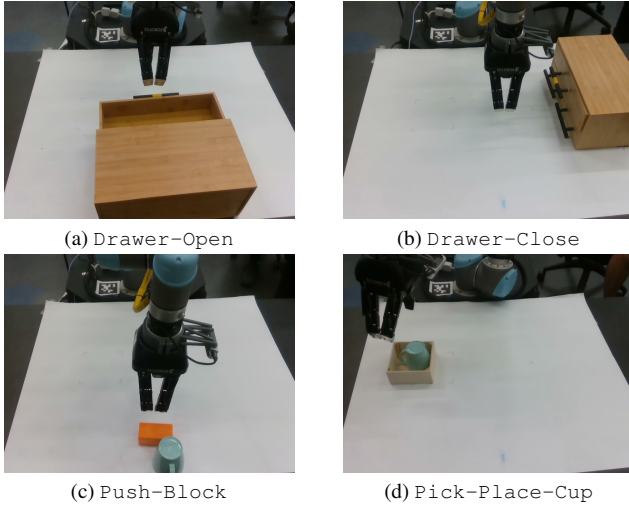 (a) Drawer-Open
(b) Drawer-Close
(c) Push-Block
(d) Pick-Place-Cup